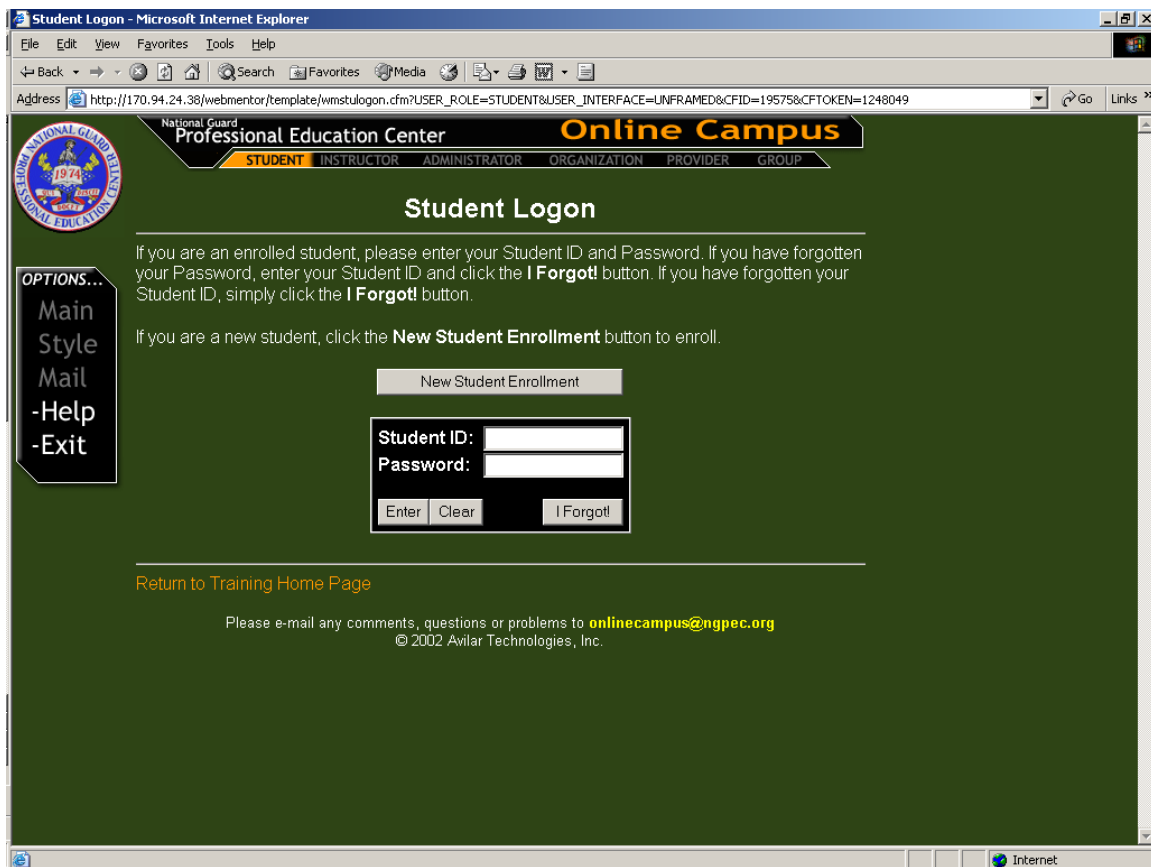 Student Logon - Microsoft Internet Explorer
File Edit View Favorites Tools Help
Back Search Favorites Media
Address http://170.94.24.38/webmentor/template/wmstulogon.cfm?USER_ROLE=STUDENT&USER_INTERFACE=UNFRAMED&CFID=19575&CFTOKEN=1248049 Go Links »
NATIONAL GUARD PROFESSIONAL EDUCATION CENTER
1974
National Guard
Professional Education Center Online Campus
STUDENT INSTRUCTOR ADMINISTRATOR ORGANIZATION PROVIDER GROUP
Student Logon
If you are an enrolled student, please enter your Student ID and Password. If you have forgotten
your Password, enter your Student ID and click the I Forgot! button. If you have forgotten your
Student ID, simply click the I Forgot! button.
If you are a new student, click the New Student Enrollment button to enroll.
OPTIONS...
Main
Style
Mail
-Help
-Exit
New Student Enrollment
Student ID:
Password:
Enter Clear I Forgot!
Return to Training Home Page
Please e-mail any comments, questions or problems to onlinecampus@ngpec.org
© 2002 Avilar Technologies, Inc.
Internet